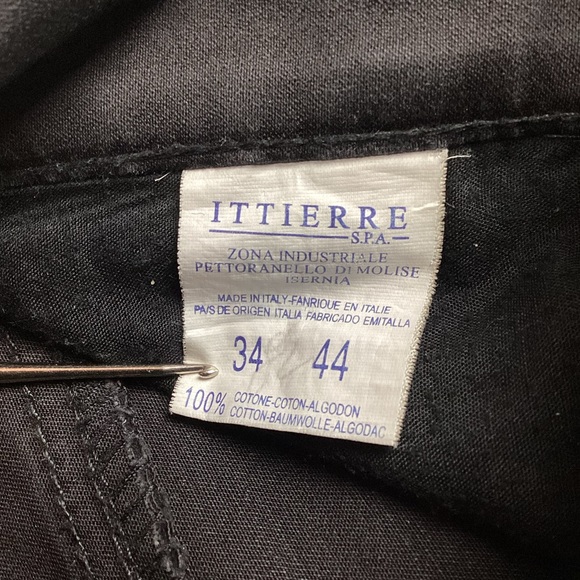 ITTIERRE
S.P.A.
ZONA INDUSTRIALE
PETTORANELLO DI MOLISE
ISERNIA
MADE IN ITALY-FANRIQUE EN ITALIE
PA/S DE ORIGEN ITALIA FABRICADO EMITALLA
34 44
100% COTONE-COTON-ALGODON
COTTON-BAUMWOLLE-ALGODAC